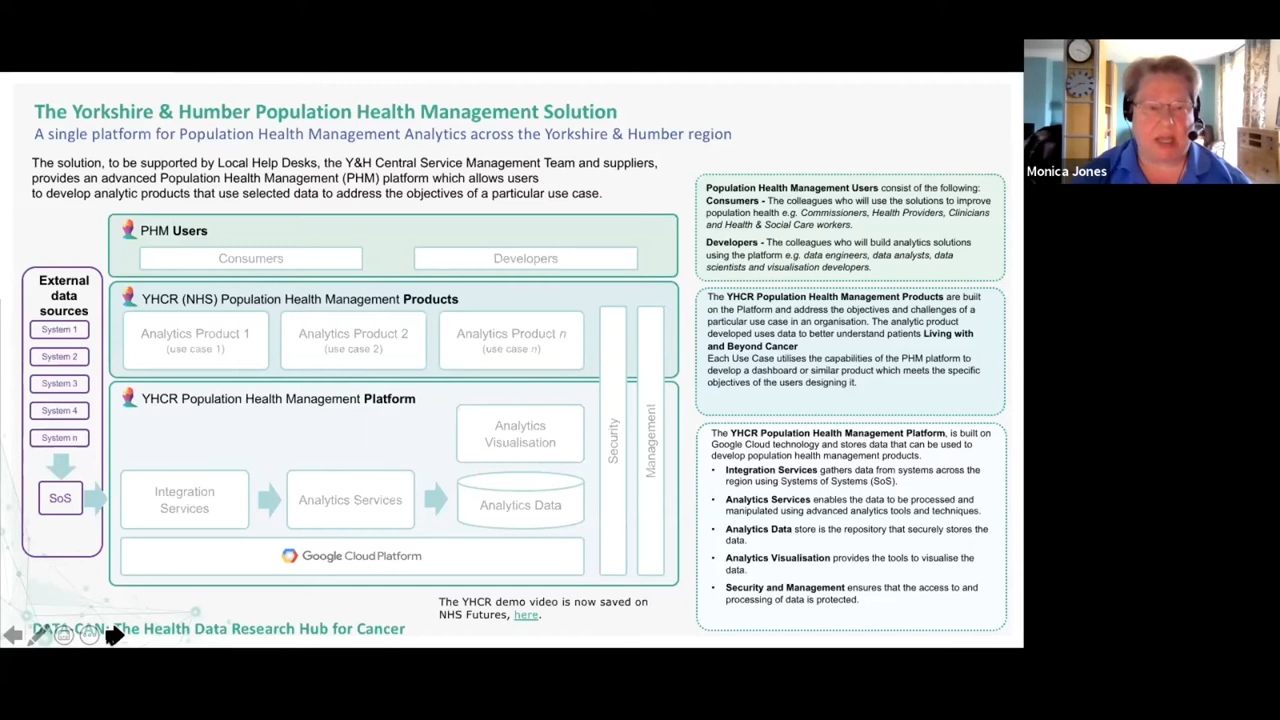 The Yorkshire & Humber Population Health Management Solution
A single platform for Population Health Management Analytics across the Yorkshire & Humber region
The solution, to be supported by Local Help Desks, the Y&H Central Service Management Team and suppliers,
provides an advanced Population Health Management (PHM) platform which allows users
to develop analytic products that use selected data to address the objectives of a particular use case.
External
data
sources
System 1
System 2
System 3
System 4
System n
SoS
PHM Users
Consumers
Developers
YHCR (NHS) Population Health Management Products
Analytics Product 1
(use case 1)
Analytics Product 2
(use case 2)
Analytics Product n
(use case n)
YHCR Population Health Management Platform
Analytics
Visualisation
Integration
Services
Analytics Services
Analytics Data
Google Cloud Platform
Security
Management
The YHCR demo video is now saved on
NHS Futures, here.
DATA-CAN: The Health Data Research Hub for Cancer
Population Health Management Users consist of the following:
Consumers - The colleagues who will use the solutions to improve
population health e.g. Commissioners, Health Providers, Clinicians
and Health & Social Care workers.
Developers - The colleagues who will build analytics solutions
using the platform e.g. data engineers, data analysts, data
scientists and visualisation developers.
The YHCR Population Health Management Products are built
on the Platform and address the objectives and challenges of a
particular use case in an organisation. The analytic product
developed uses data to better understand patients Living with
and Beyond Cancer
Each Use Case utilises the capabilities of the PHM platform to
develop a dashboard or similar product which meets the specific
objectives of the users designing it.
The YHCR Population Health Management Platform, is built on
Google Cloud technology and stores data that can be used to
develop population health management products.
• Integration Services gathers data from systems across the
region using Systems of Systems (SoS).
• Analytics Services enables the data to be processed and
manipulated using advanced analytics tools and techniques.
• Analytics Data store is the repository that securely stores the
data.
• Analytics Visualisation provides the tools to visualise the
data.
• Security and Management ensures that the access to and
processing of data is protected.
Monica Jones